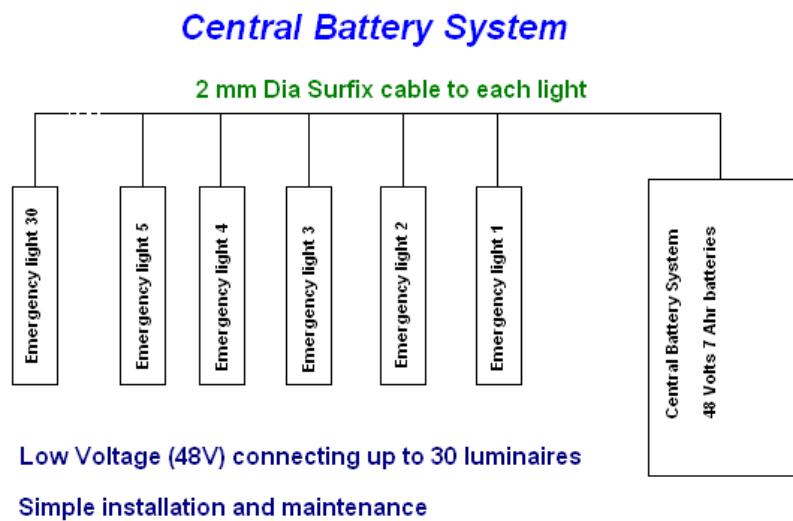 Central Battery System
2 mm Dia Surfix cable to each light
Emergency light 30
Emergency light 5
Emergency light 4
Emergency light 3
Emergency light 2
Emergency light 1
Central Battery System
48 Volts 7 Ahr batteries
Low Voltage (48V) connecting up to 30 luminaires
Simple installation and maintenance